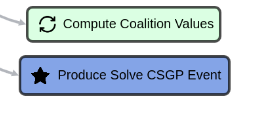 Compute Coalition Values
Produce Solve CSGP Event